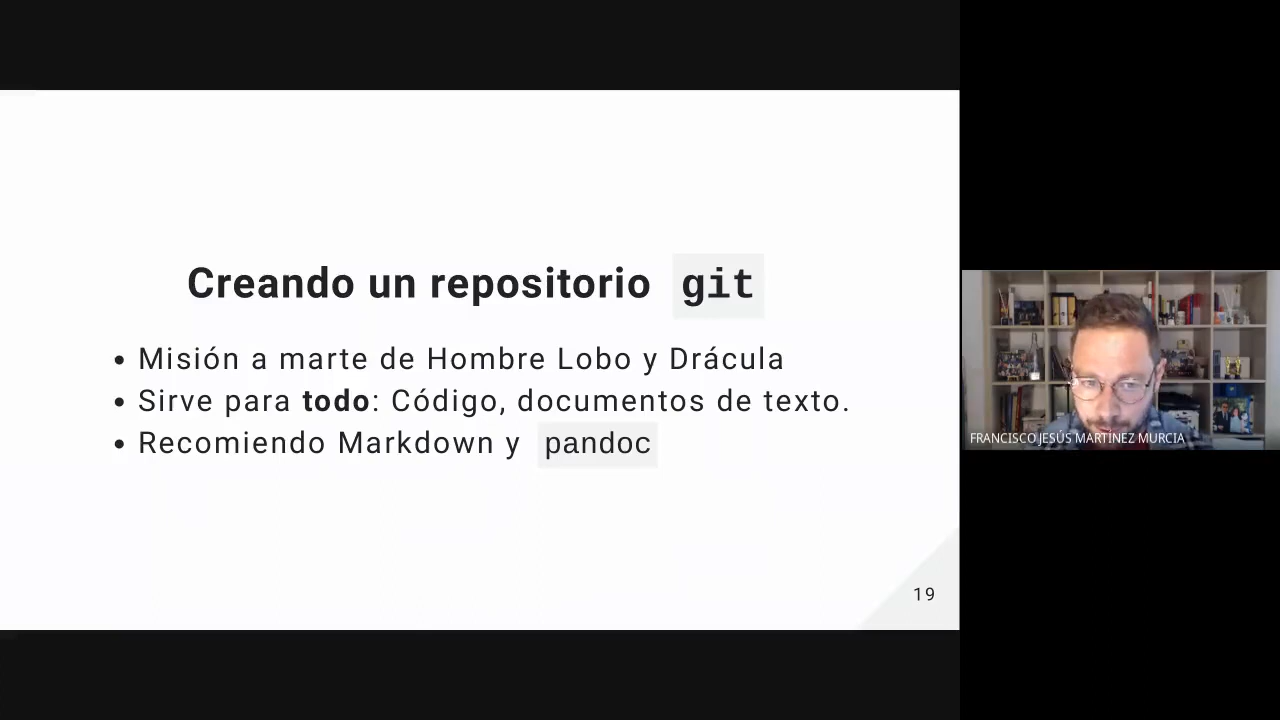 Creando un repositorio git
Misión a marte de Hombre Lobo y Drácula
Sirve para todo: Código, documentos de texto.
Recomiendo Markdown y pandoc
19
FRANCISCO JESÚS MARTÍNEZ MURCIA